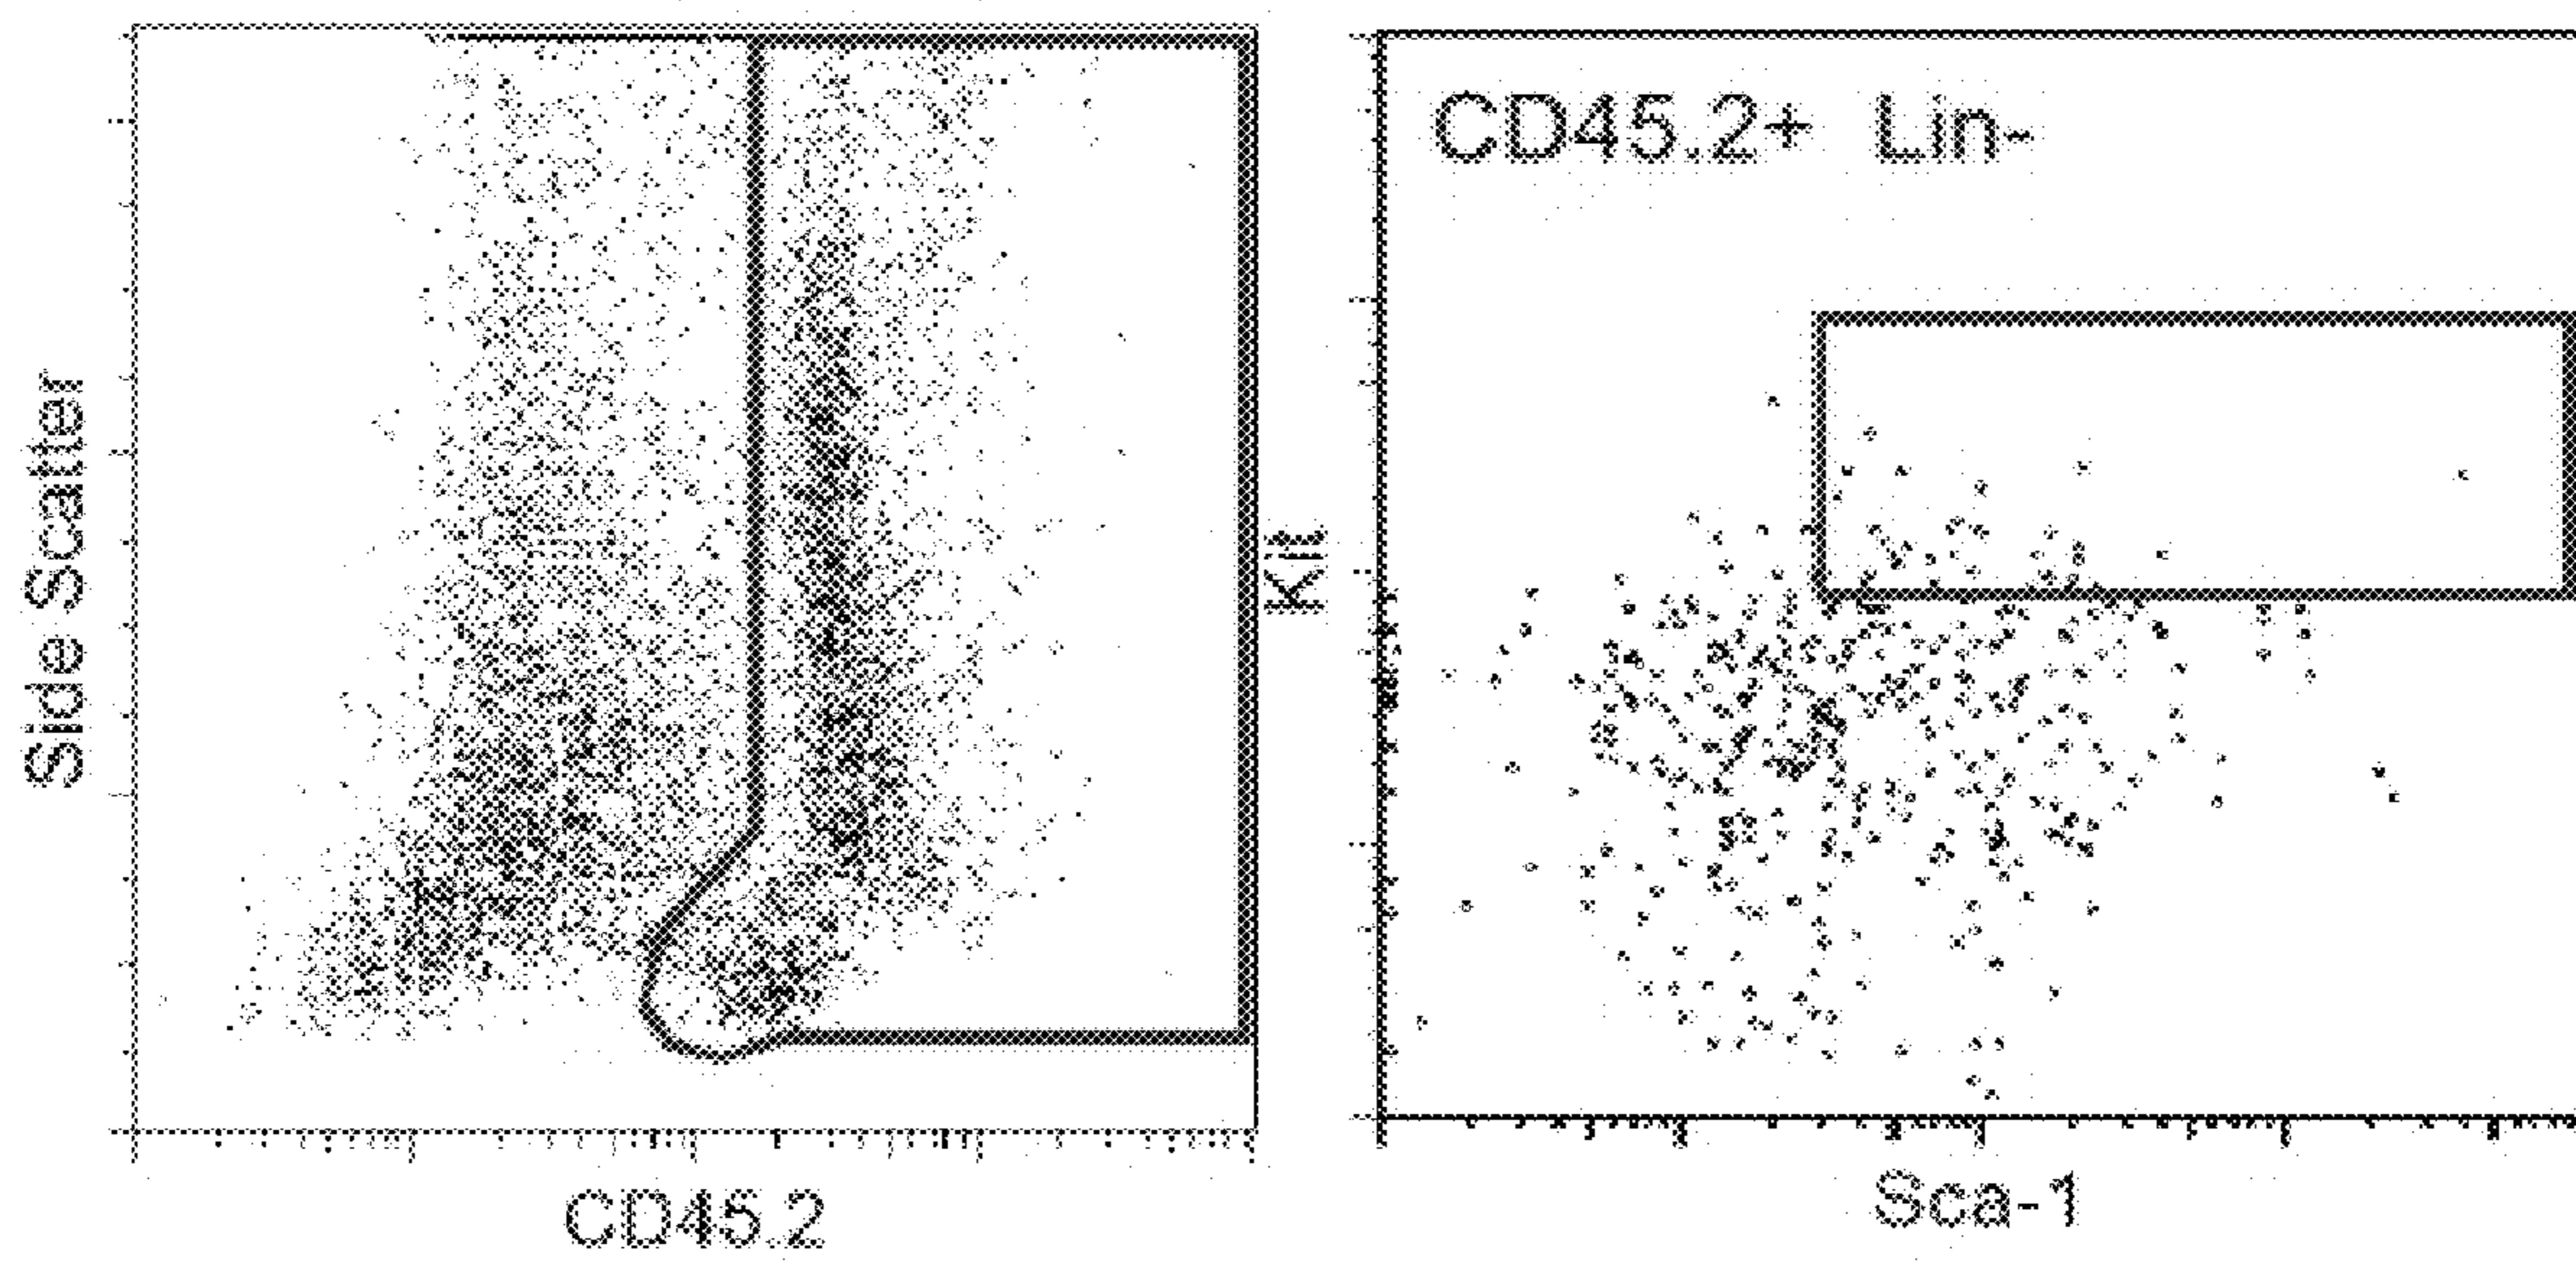 Side Scatter
CD45.2
CD45.2+ Lin-
Kit
Sca-1